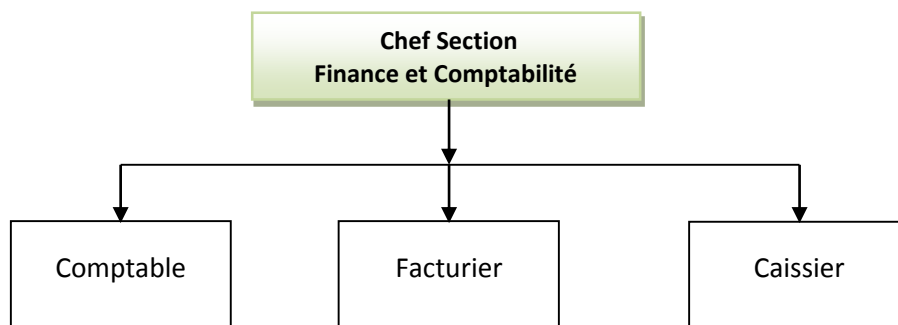 Chef Section
Finance et Comptabilité
Comptable
Facturier
Caissier